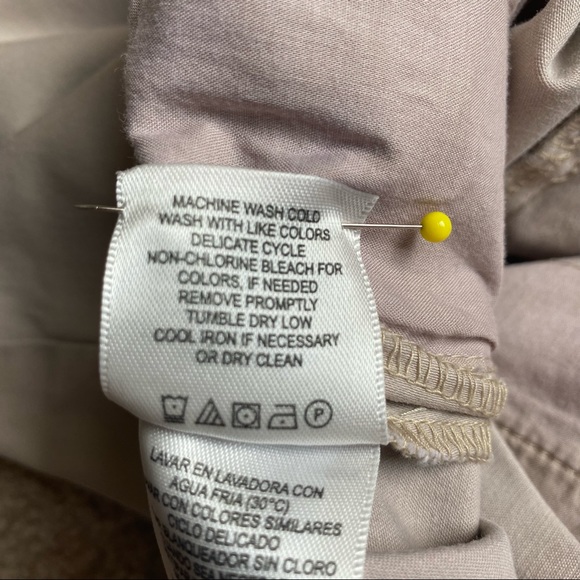 MACHINE WASH COLD
WASH WITH LIKE COLORS
DELICATE CYCLE
NON-CHLORINE BLEACH FOR
COLORS, IF NEEDED
REMOVE PROMPTLY
TUMBLE DRY LOW
COOL IRON IF NECESSARY
OR DRY CLEAN
P
LAVAR EN LAVADORA CON
AGUA FRIA (30°C)
CON COLORES SIMILARES
CICLO DELICADO
BLANQUEADOR SIN CLORO